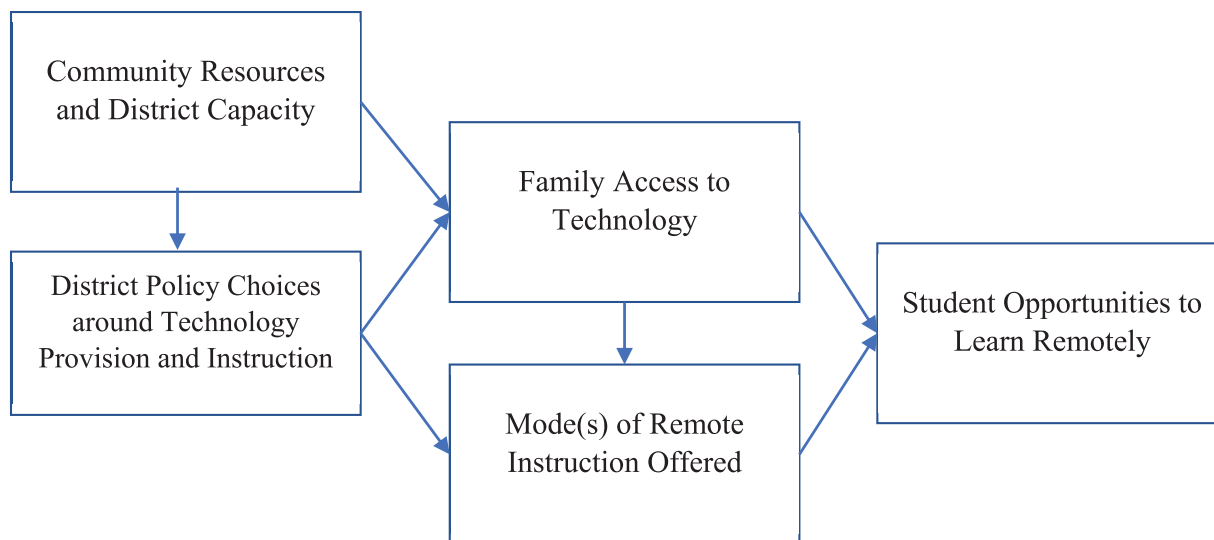 Community Resources
and District Capacity
District Policy Choices
around Technology
Provision and Instruction
Family Access to
Technology
Mode(s) of Remote
Instruction Offered
Student Opportunities to
Learn Remotely